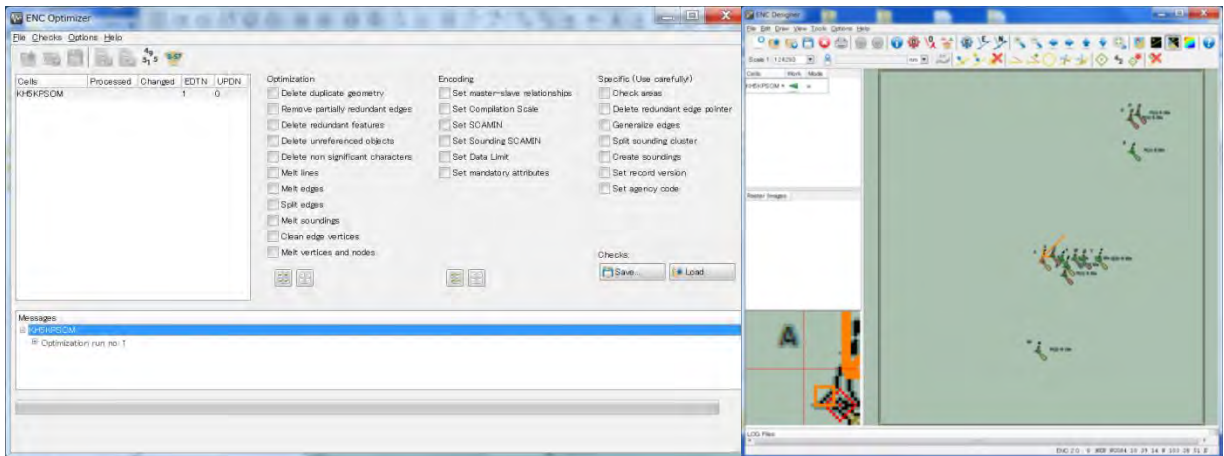 ENC Optimizer
File Checks Options Help
Cells Processed Changed EDTN UPDN
KH5KPSOM 1 0
Optimization
Delete duplicate geometry
Remove partially redundant edges
Delete redundant features
Delete unreferenced objects
Delete non significant characters
Melt lines
Melt edges
Split edges
Melt soundings
Clean edge vertices
Melt vertices and nodes
Encoding
Set master-slave relationships
Set Compilation Scale
Set SCAMIN
Set Sounding SCAMIN
Set Data Limit
Set mandatory attributes
Specific (Use carefully!)
Check areas
Delete redundant edge pointer
Generalize edges
Split sounding cluster
Create soundings
Set record version
Set agency code
Checks:
Save...
Load
Messages
KH5KPSOM
Optimization run no: 1
ENC Designer
File Edit Draw View Tools Options Help
Scale 1:
Cells Work Mode
KH5KPSOM
Raster Images
A
LOG Files